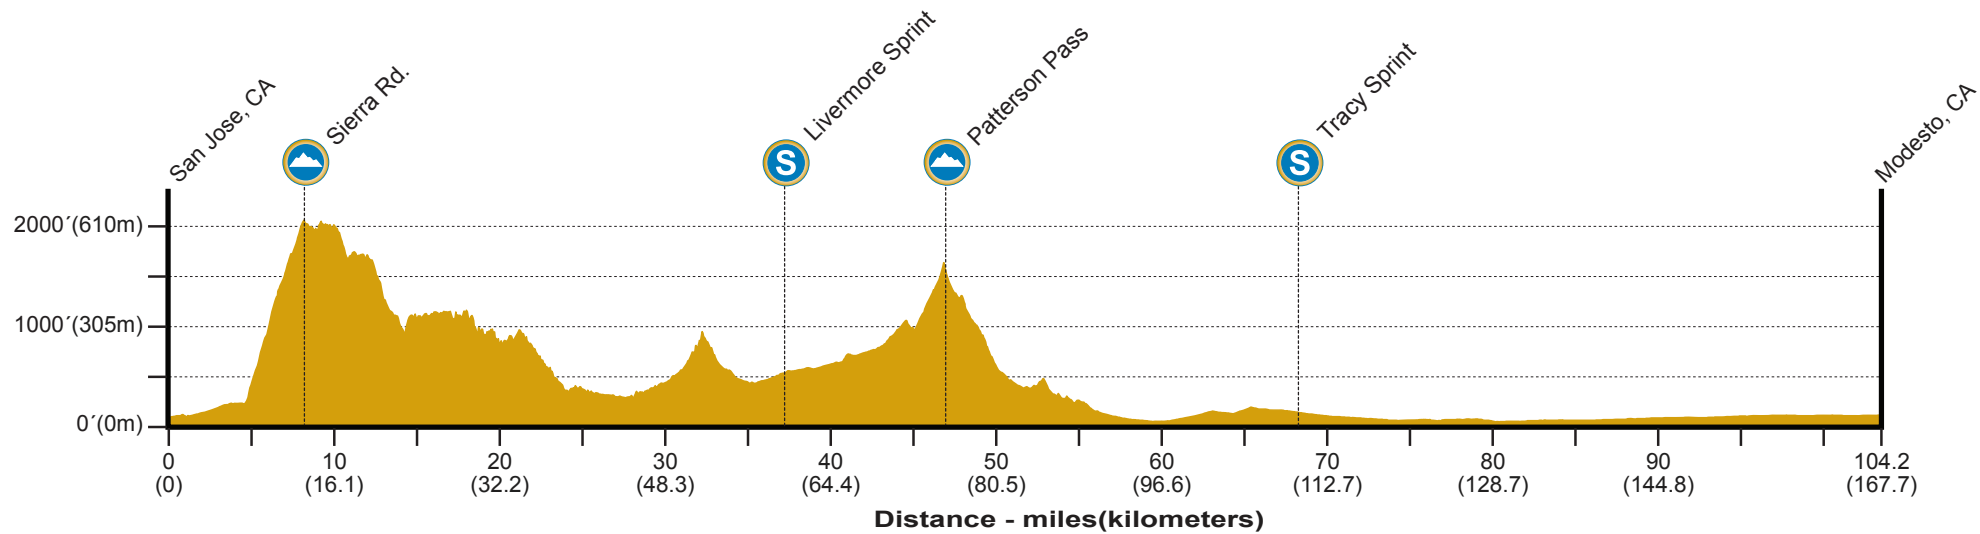 San Jose, CA
Sierra Rd.
Livermore Sprint
Patterson Pass
Tracy Sprint
Modesto, CA
S
S
2000´(610m)
1000´(305m)
0´(0m)
0 10 20 30 40 50 60 70 80 90 104.2
(0) (16.1) (32.2) (48.3) (64.4) (80.5) (96.6) (112.7) (128.7) (144.8) (167.7)
Distance - miles(kilometers)